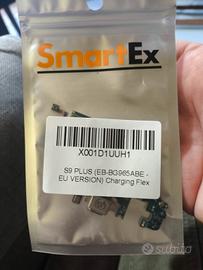 SmartEx
X001D1UUH1
S9 PLUS (EB-BG965ABE -
EU VERSION) Charging Flex
subito